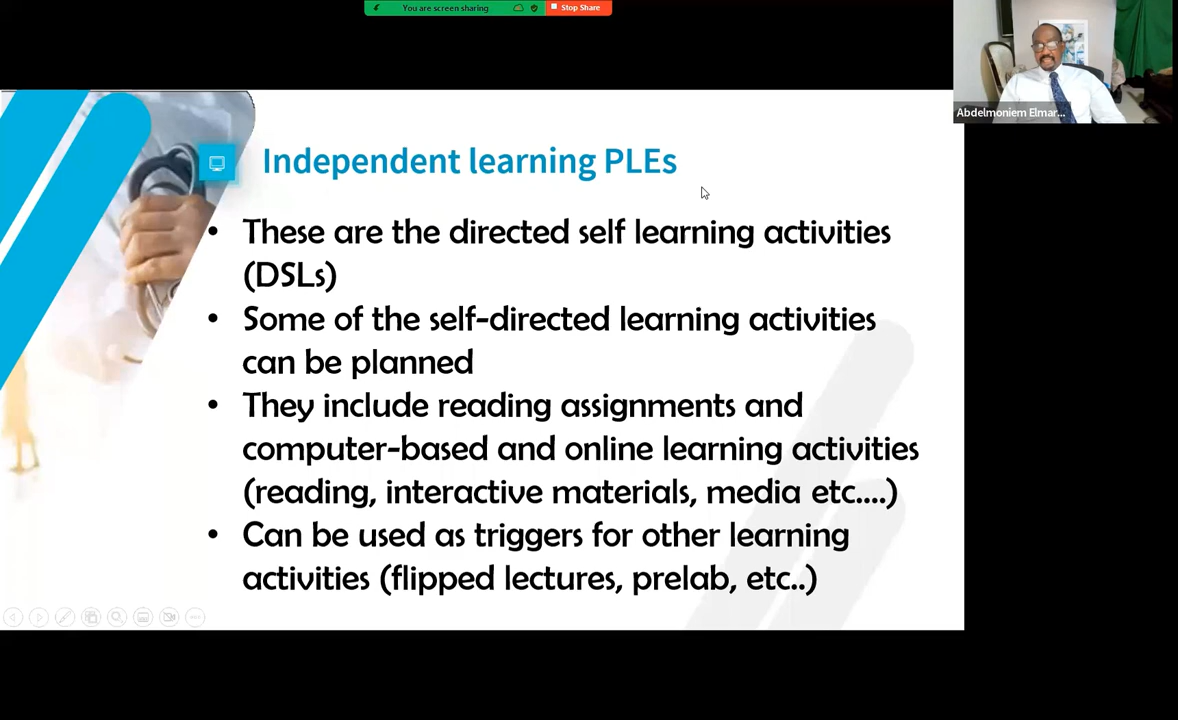 You are screen sharing
Stop Share
Abdelmoniem Elmar...
Independent learning PLEs
• These are the directed self learning activities
(DSLs)
• Some of the self-directed learning activities
can be planned
• They include reading assignments and
computer-based and online learning activities
(reading, interactive materials, media etc....)
• Can be used as triggers for other learning
activities (flipped lectures, prelab, etc..)